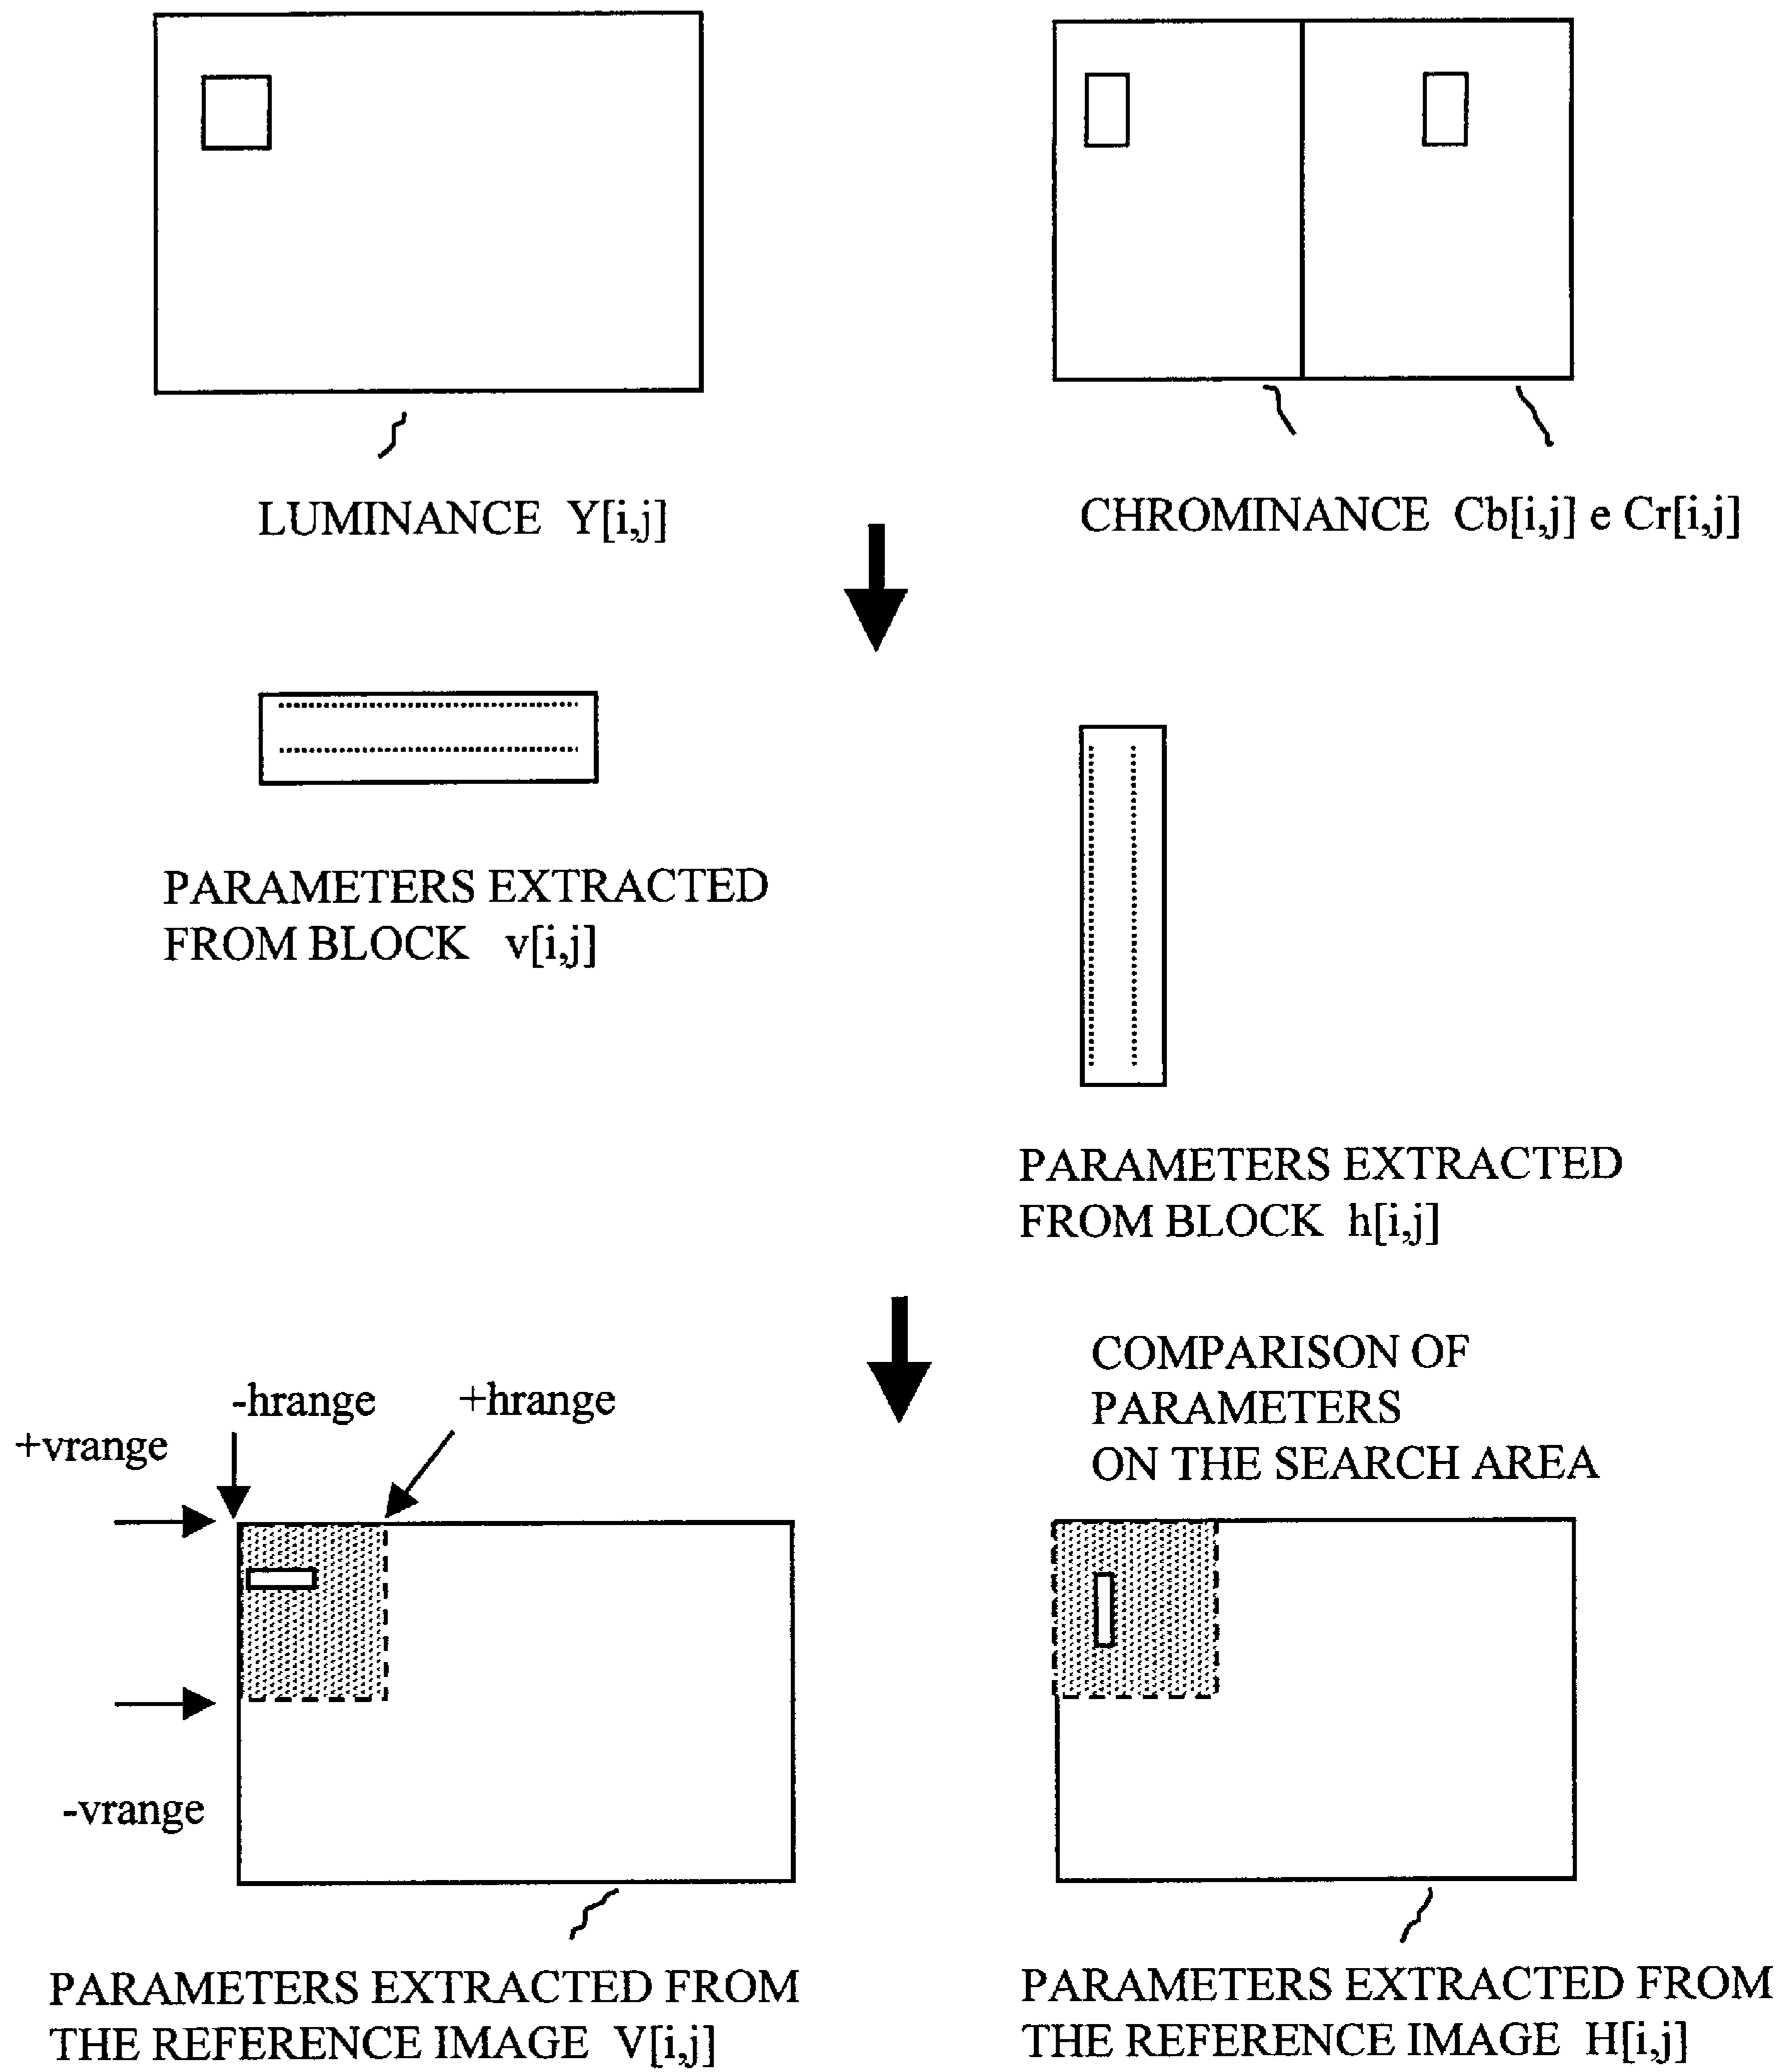 LUMINANCE Y[i,j]
CHROMINANCE Cb[i,j] e Cr[i,j]
PARAMETERS EXTRACTED
FROM BLOCK v[i,j]
PARAMETERS EXTRACTED
FROM BLOCK h[i,j]
COMPARISON OF
PARAMETERS
ON THE SEARCH AREA
-hrange
+hrange
+vrange
-vrange
PARAMETERS EXTRACTED FROM
THE REFERENCE IMAGE V[i,j]
PARAMETERS EXTRACTED FROM
THE REFERENCE IMAGE H[i,j]